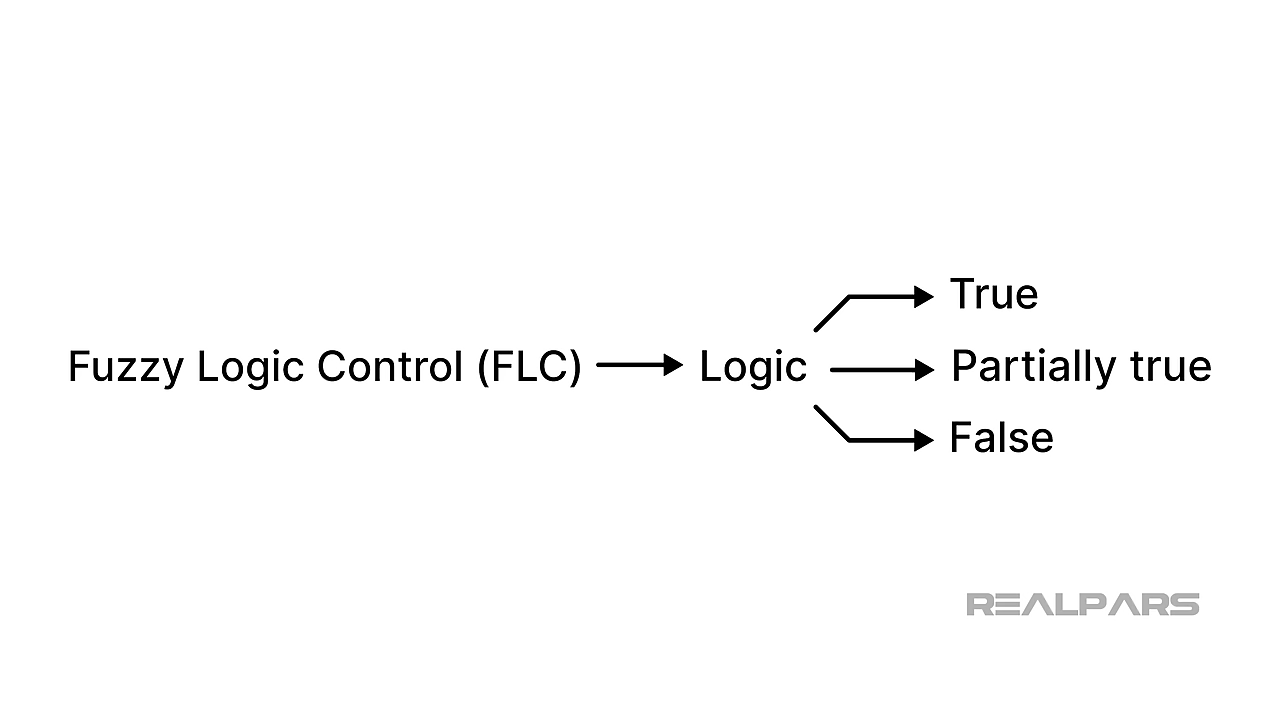 True
Fuzzy Logic Control (FLC) Logic Partially true
False
REALPARS